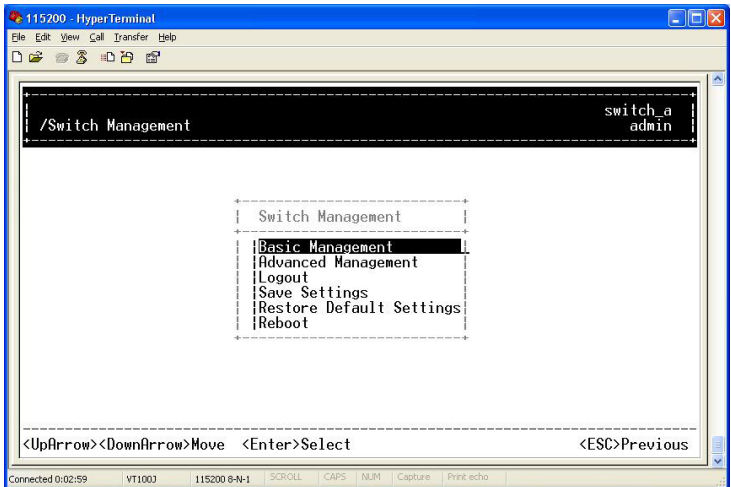 115200 - HyperTerminal
File Edit View Call Transfer Help
switch_a
/Switch Management admin
Switch Management
Basic Management
Advanced Management
Logout
Save Settings
Restore Default Settings
Reboot
<UpArrow><DownArrow>Move <Enter>Select <ESC>Previous
Connected 0:02:59 VT100J 115200 8-N-1 SCROLL CAPS NUM Capture Print echo